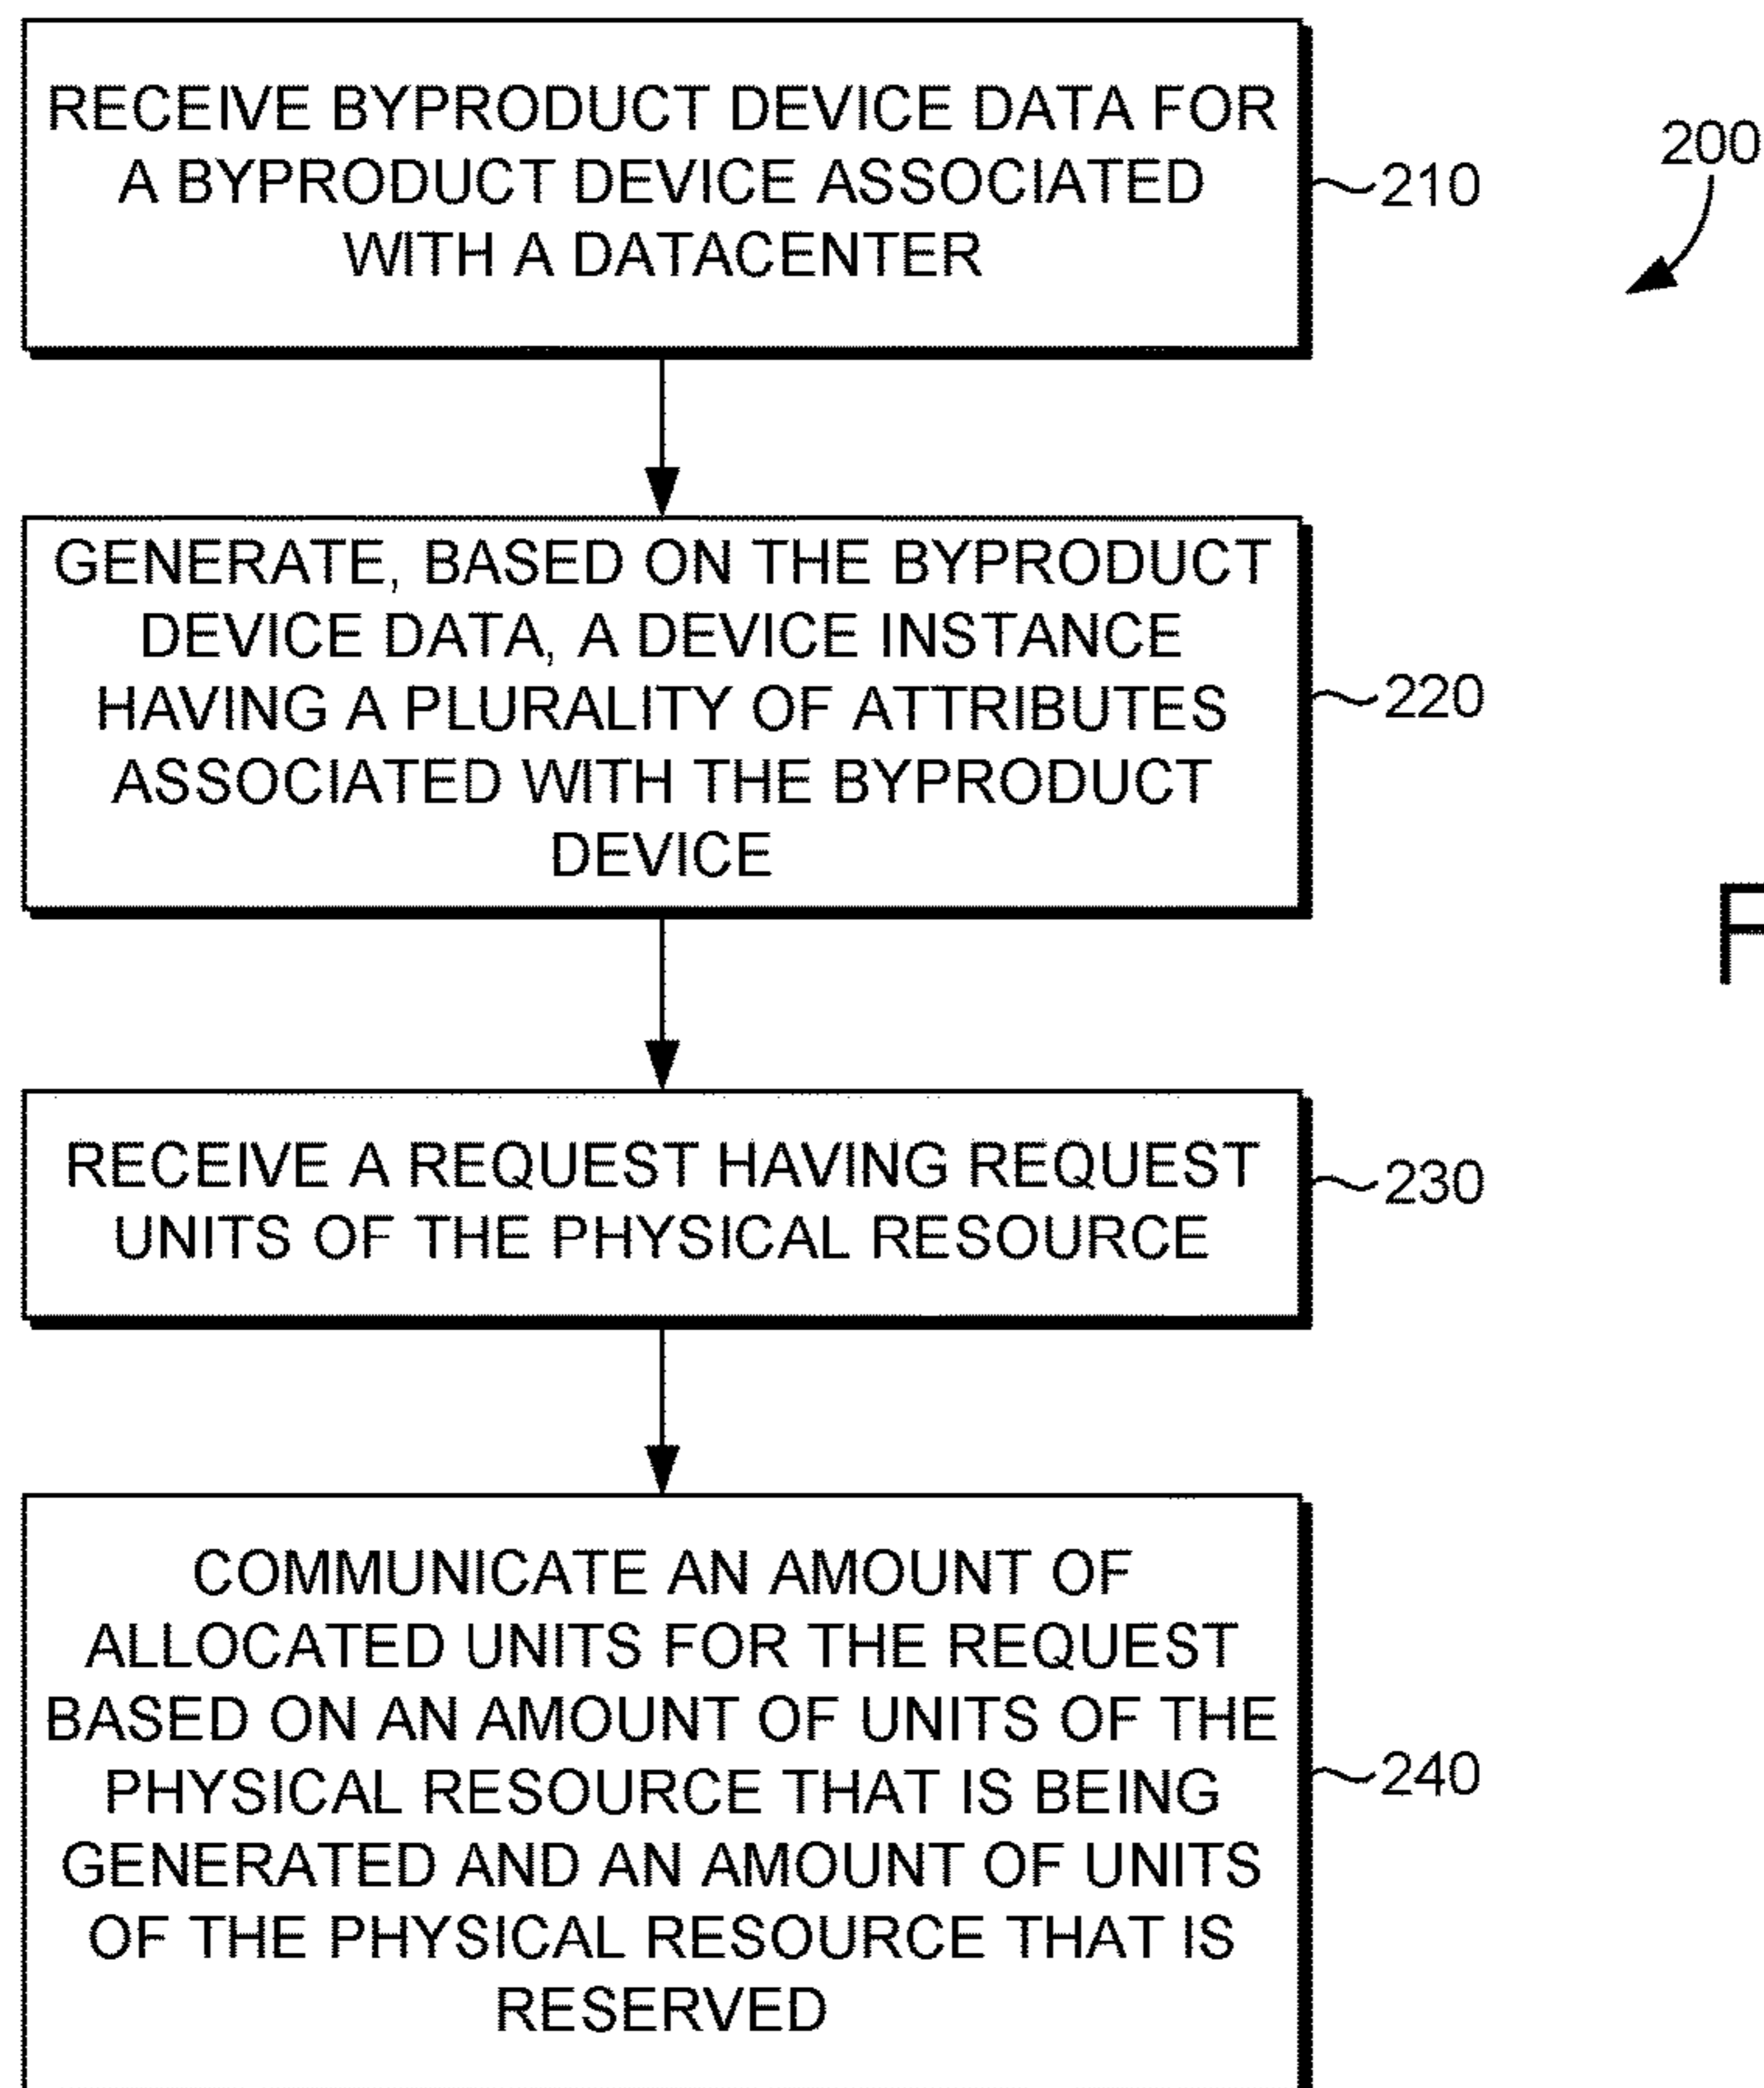 RECEIVE BYPRODUCT DEVICE DATA FOR
A BYPRODUCT DEVICE ASSOCIATED
WITH A DATACENTER
210
200
GENERATE, BASED ON THE BYPRODUCT
DEVICE DATA, A DEVICE INSTANCE
HAVING A PLURALITY OF ATTRIBUTES
ASSOCIATED WITH THE BYPRODUCT
DEVICE
220
F
RECEIVE A REQUEST HAVING REQUEST
UNITS OF THE PHYSICAL RESOURCE
230
COMMUNICATE AN AMOUNT OF
ALLOCATED UNITS FOR THE REQUEST
BASED ON AN AMOUNT OF UNITS OF THE
PHYSICAL RESOURCE THAT IS BEING
GENERATED AND AN AMOUNT OF UNITS
OF THE PHYSICAL RESOURCE THAT IS
RESERVED
240